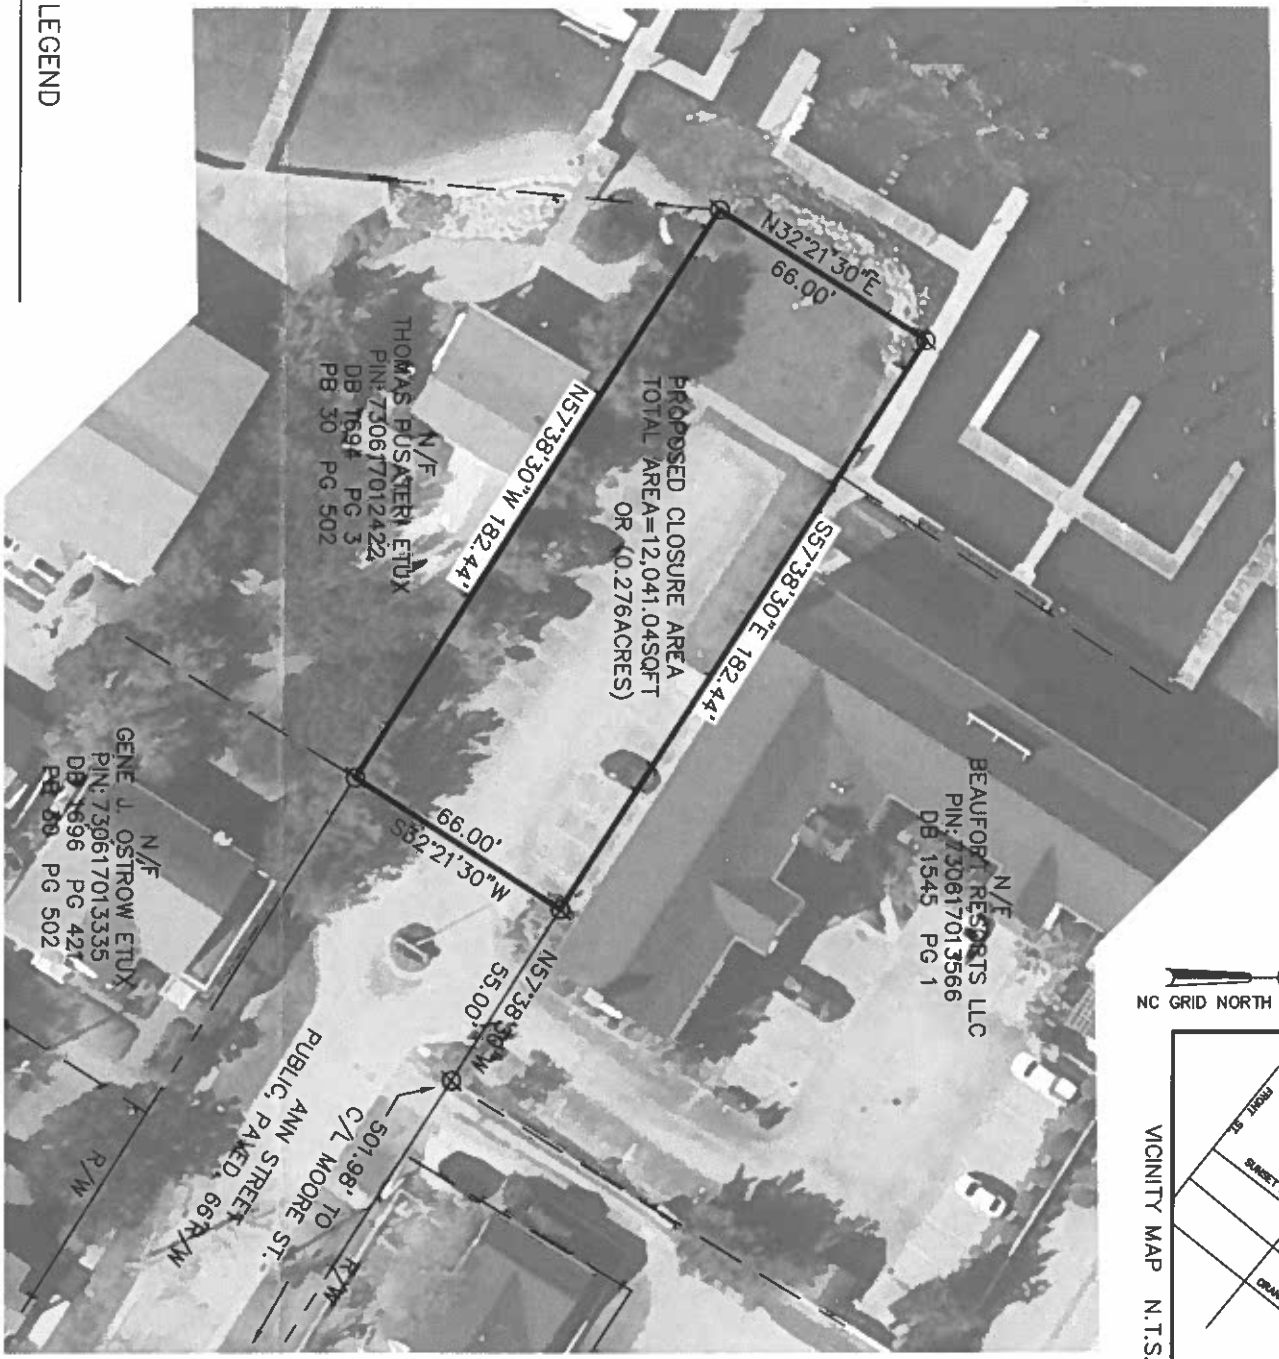 LEGEND
N32°21'30"E
66.00'
PROPOSED CLOSURE AREA
TOTAL AREA=12,041.04SQFT
OR (0.276ACRES)
N57°38'30"W 182.44'
S57°38'30"E 182.44'
N/F
THOMAS PUSATERI ETUX
PIN:730617012422
DB 1694 PG 3
PB 30 PG 502
N/F
BEAUFORT RESORTS LLC
PIN:730617013566
DB 1545 PG 1
66.00'
S32°21'30"W
N57°38'30"W
55.00'
N/F
GENE J. OSTROW ETUX
PIN:730617013335
DB 1696 PG 421
PB 30 PG 502
501.98' TO
C/L MOORE ST.
ANN STREET
PUBLIC, PAVED, 66'R/W
R/W
R/W
NC GRID NORTH
FRONT ST.
SUNSET
VICINITY MAP N.T.S.